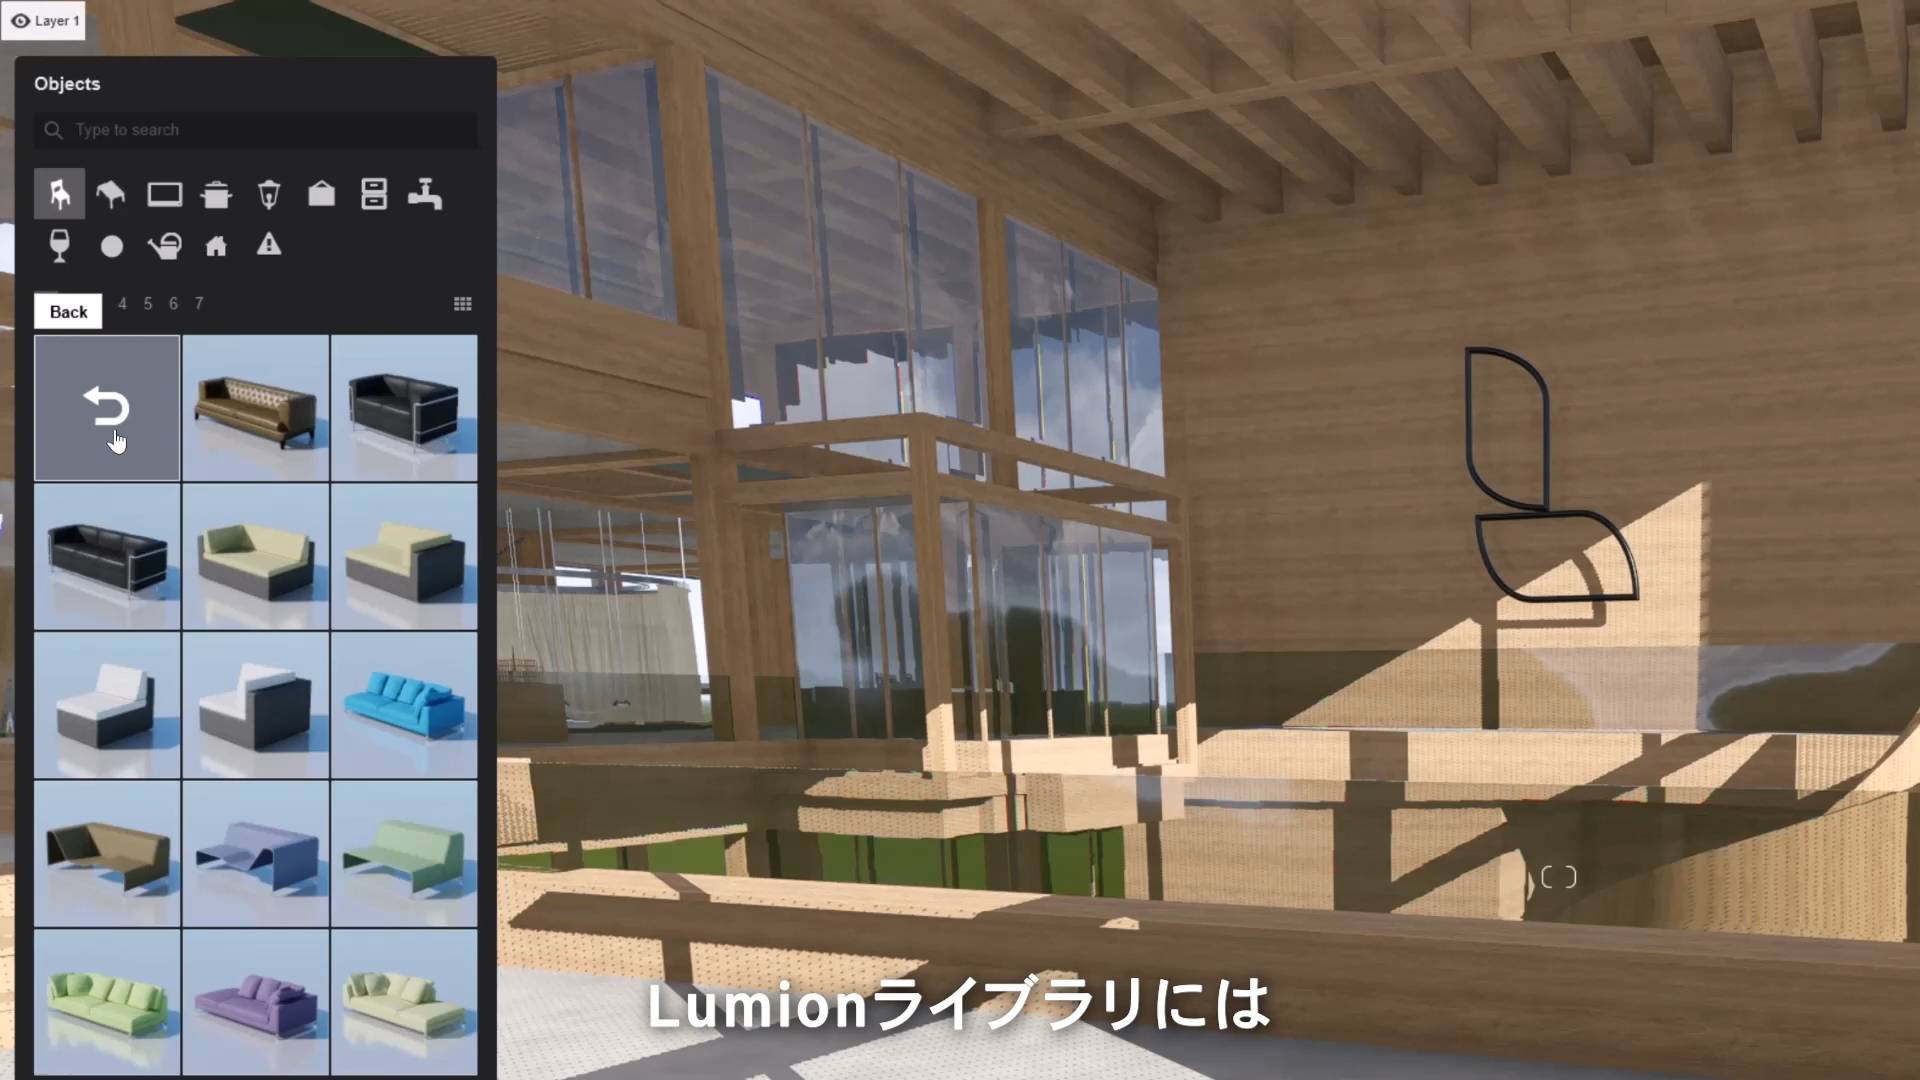 Layer 1
Objects
Type to search
Back 4 5 6 7
Lumionライブラリには